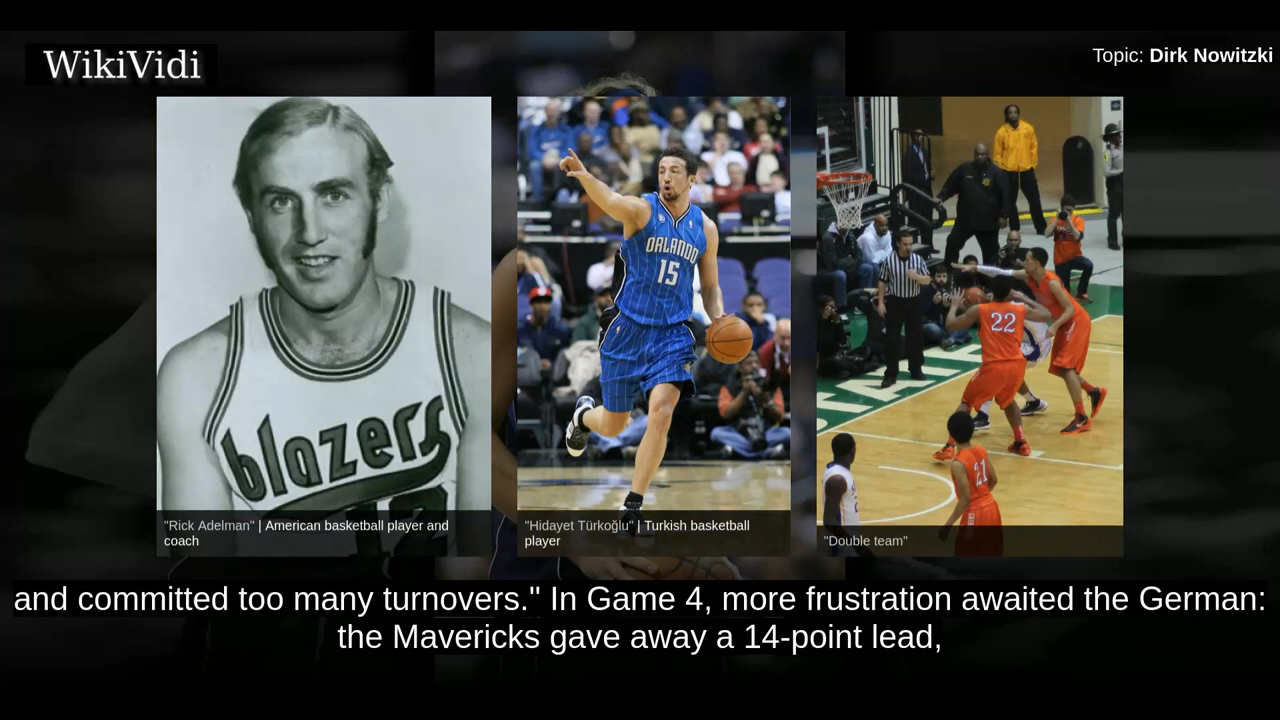 WikiVidi
Topic: Dirk Nowitzki
blazers
12
ORLANDO
15
STATE
22
21
"Rick Adelman" | American basketball player and
coach
"Hidayet Türkoğlu" | Turkish basketball
player
"Double team"
and committed too many turnovers." In Game 4, more frustration awaited the German:
the Mavericks gave away a 14-point lead,